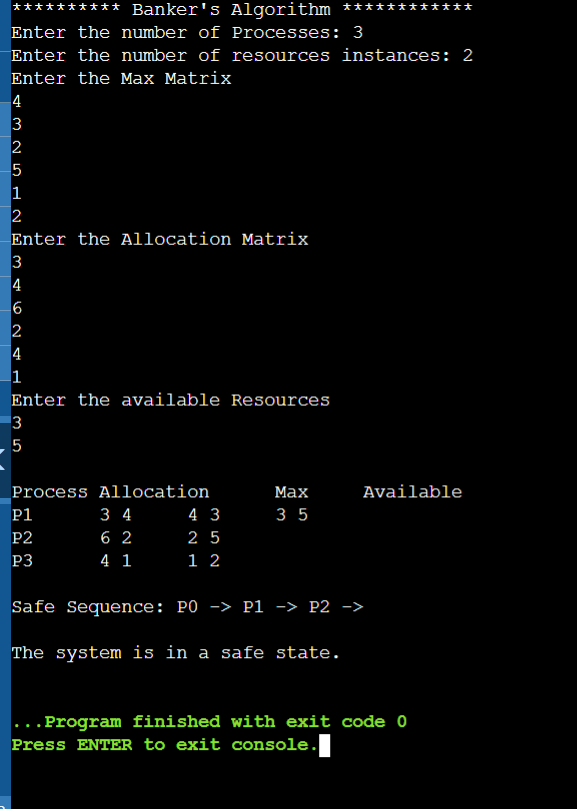 ********** Banker's Algorithm ************
Enter the number of Processes: 3
Enter the number of resources instances: 2
Enter the Max Matrix
4
3
2
5
1
2
Enter the Allocation Matrix
3
4
6
2
4
1
Enter the available Resources
3
5
Process Allocation      Max     Available
P1      3 4     4 3     3 5
P2      6 2     2 5
P3      4 1     1 2
Safe Sequence: P0 -> P1 -> P2 ->
The system is in a safe state.
...Program finished with exit code 0
Press ENTER to exit console.